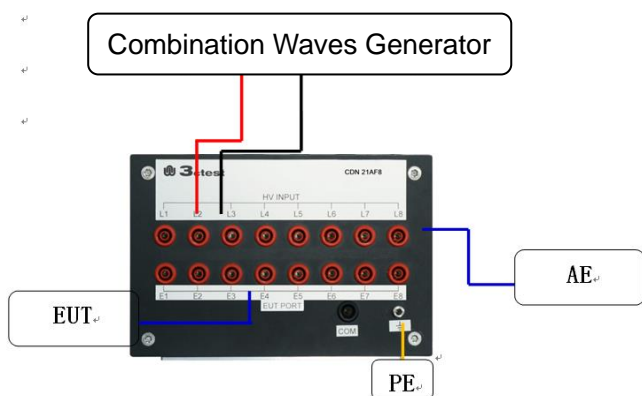 Combination Waves Generator
3ctest CDN 21AF8
HV INPUT
L1 L2 L3 L4 L5 L6 L7 L8
E1 E2 E3 E4 E5 E6 E7 E8
EUT PORT
COM
AE
EUT
PE